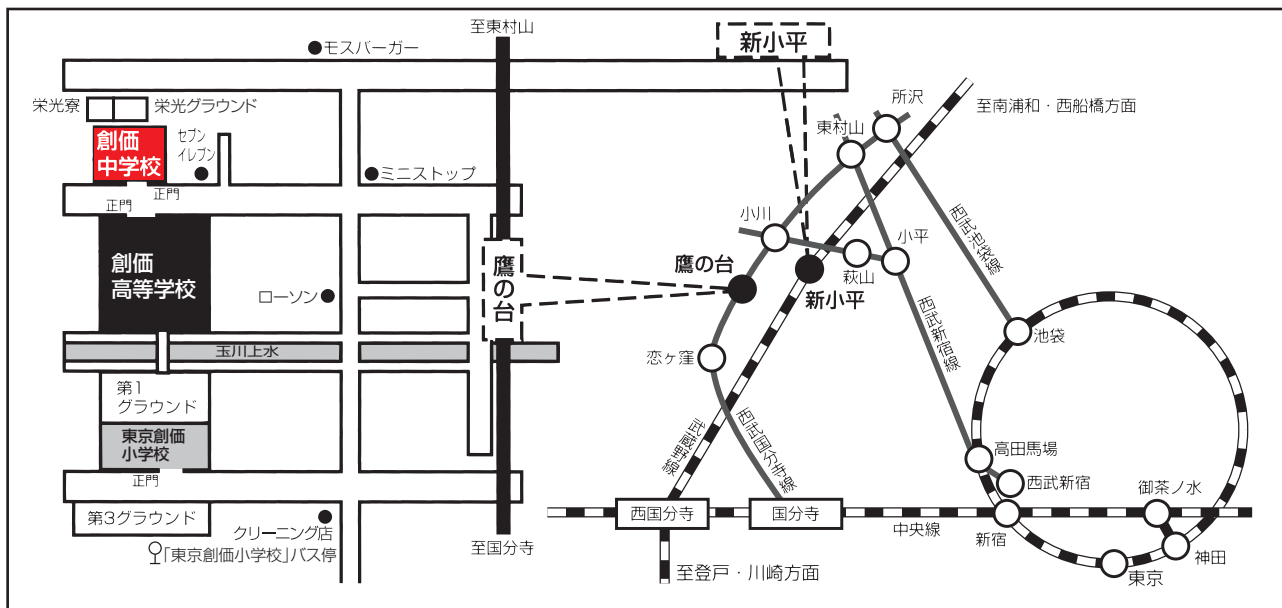 至東村山
モスバーガー
新小平
栄光寮
栄光グラウンド
創価
中学校
セブン
イレブン
ミニストップ
正門
正門
創価
高等学校
ローソン
鷹の台
玉川上水
第1
グラウンド
東京創価
小学校
正門
第3グラウンド
クリーニング店
「東京創価小学校」バス停
至国分寺
所沢
至南浦和・西船橋方面
東村山
小川
小平
萩山
鷹の台
新小平
西武池袋線
西武新宿線
池袋
恋ヶ窪
武蔵野線
西武国分寺線
高田馬場
西武新宿
御茶ノ水
西国分寺
国分寺
中央線
新宿
神田
東京
至登戸・川崎方面